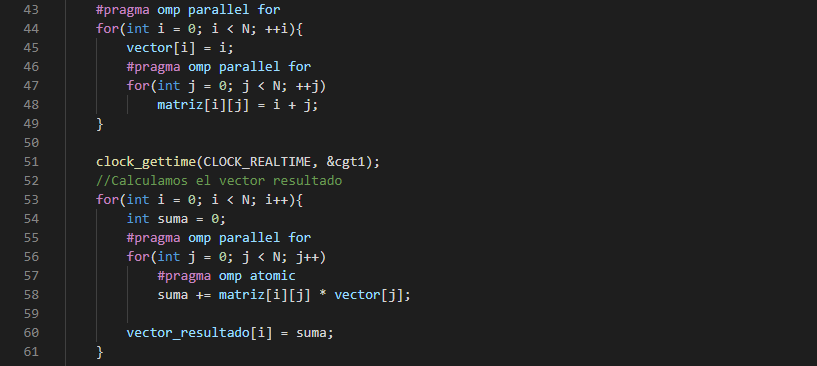 43 #pragma omp parallel for
44 for(int i = 0; i < N; ++i){
45 vector[i] = i;
46 #pragma omp parallel for
47 for(int j = 0; j < N; ++j)
48 matriz[i][j] = i + j;
49 }
50
51 clock_gettime(CLOCK_REALTIME, &cgt1);
52 //Calculamos el vector resultado
53 for(int i = 0; i < N; i++){
54 int suma = 0;
55 #pragma omp parallel for
56 for(int j = 0; j < N; j++)
57 #pragma omp atomic
58 suma += matriz[i][j] * vector[j];
59
60 vector_resultado[i] = suma;
61 }